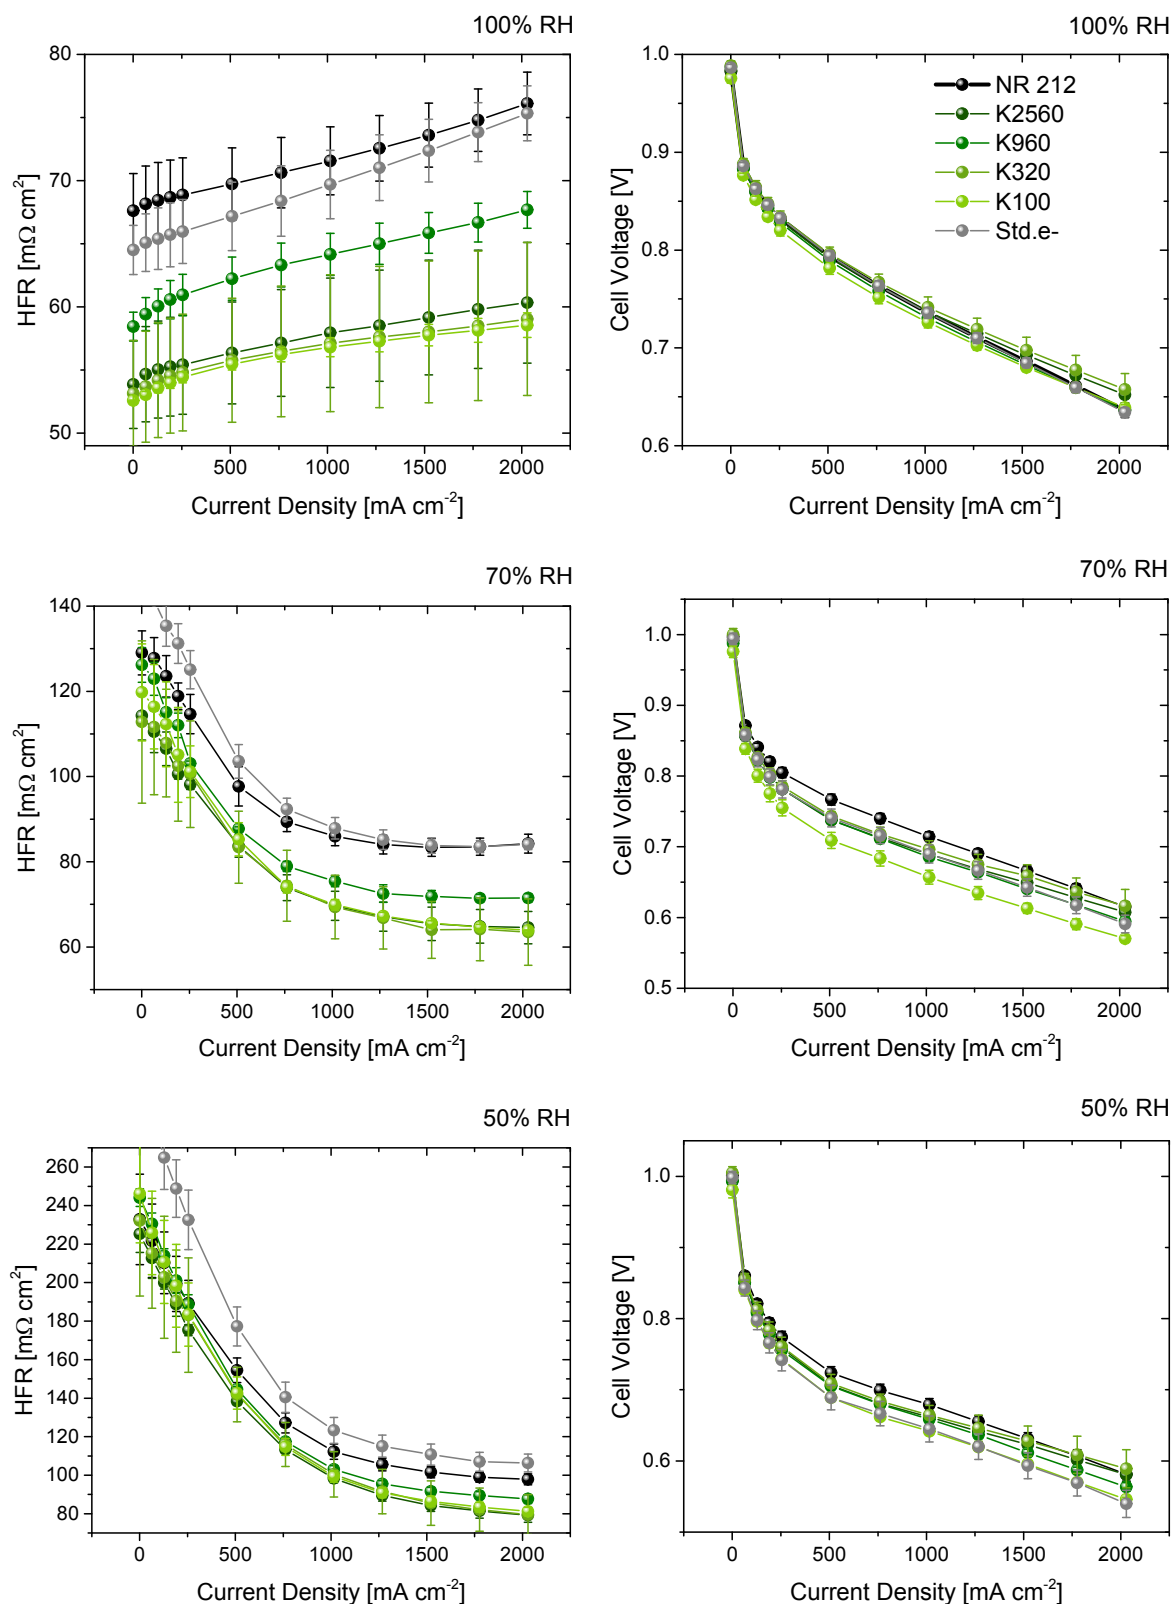 100% RH
80
70
60
50
HFR [mΩ cm²]
0 500 1000 1500 2000
Current Density [mA cm⁻²]
100% RH
1.0
0.9
0.8
0.7
0.6
Cell Voltage [V]
NR 212
K2560
K960
K320
K100
Std.e-
0 500 1000 1500 2000
Current Density [mA cm⁻²]
70% RH
140
120
100
80
60
HFR [mΩ cm²]
0 500 1000 1500 2000
Current Density [mA cm⁻²]
70% RH
1.0
0.9
0.8
0.7
0.6
0.5
Cell Voltage [V]
0 500 1000 1500 2000
Current Density [mA cm⁻²]
50% RH
260
240
220
200
180
160
140
120
100
80
HFR [mΩ cm²]
0 500 1000 1500 2000
Current Density [mA cm⁻²]
50% RH
1.0
0.8
0.6
Cell Voltage [V]
0 500 1000 1500 2000
Current Density [mA cm⁻²]